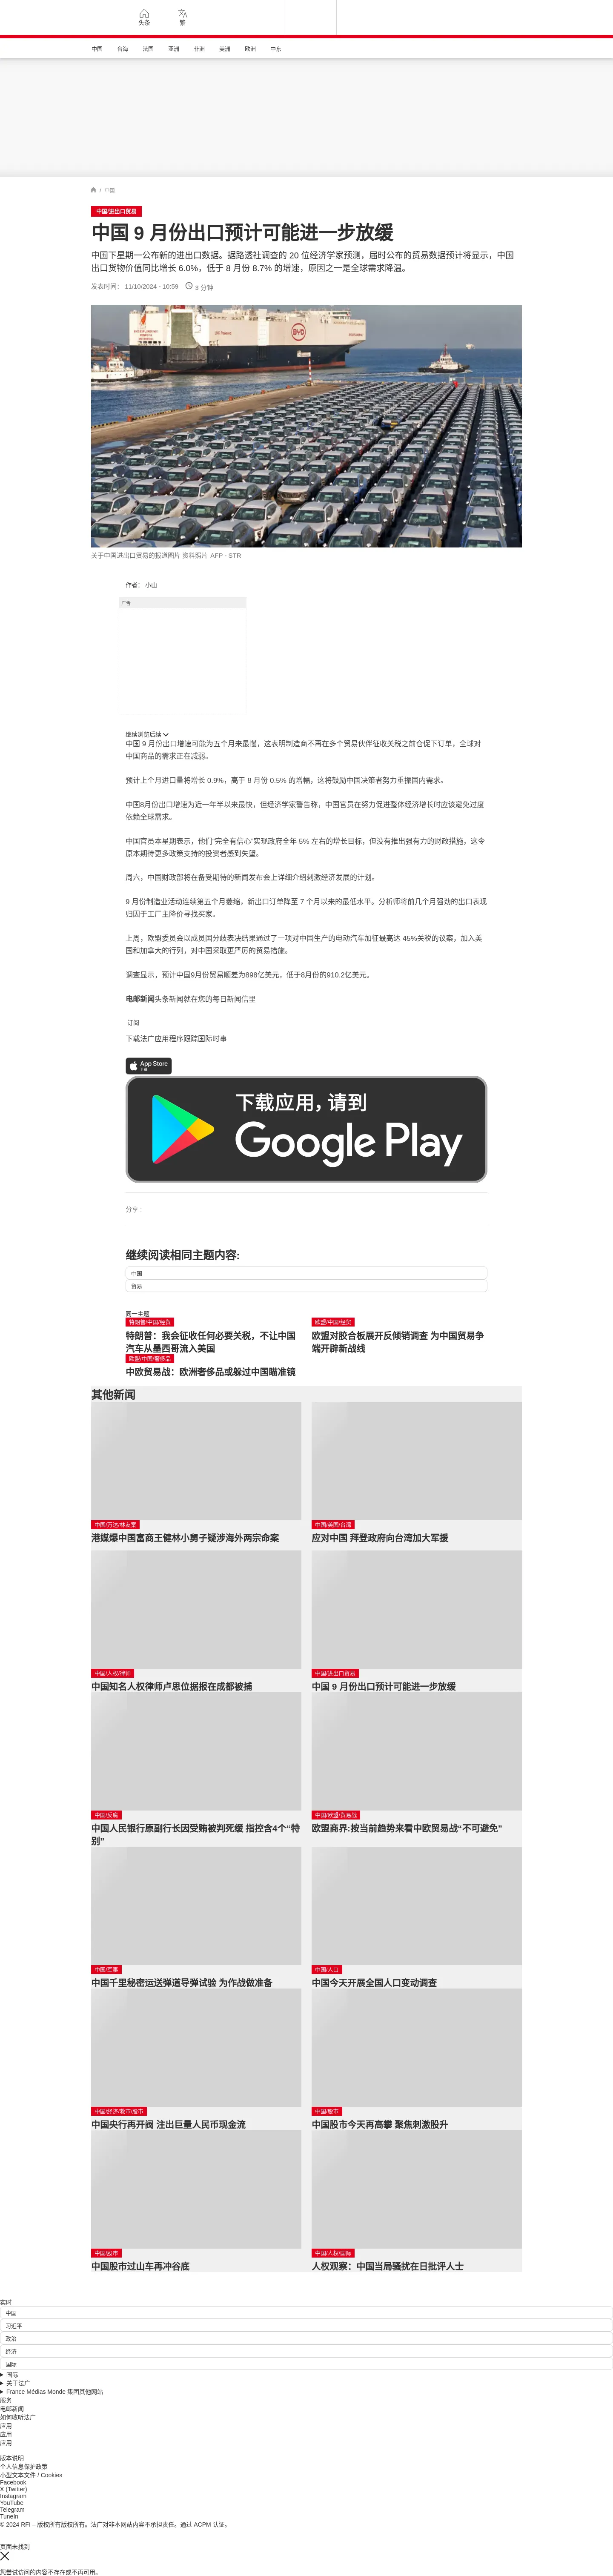 头条
繁
中国
台海
法国
亚洲
非洲
美洲
欧洲
中东
/ 中国
中国/进出口贸易
中国 9 月份出口预计可能进一步放缓
中国下星期一公布新的进出口数据。据路透社调查的 20 位经济学家预测，届时公布的贸易数据预计将显示，中国
出口货物价值同比增长 6.0%，低于 8 月份 8.7% 的增速，原因之一是全球需求降温。
发表时间： 11/10/2024 - 10:59
3 分钟
BYD
关于中国进出口贸易的报道图片 资料照片 AFP - STR
作者： 小山
广告
继续浏览后续
中国 9 月份出口增速可能为五个月来最慢，这表明制造商不再在多个贸易伙伴征收关税之前仓促下订单，全球对
中国商品的需求正在减弱。
预计上个月进口量将增长 0.9%，高于 8 月份 0.5% 的增幅，这将鼓励中国决策者努力重振国内需求。
中国8月份出口增速为近一年半以来最快，但经济学家警告称，中国官员在努力促进整体经济增长时应该避免过度
依赖全球需求。
中国官员本星期表示，他们"完全有信心"实现政府全年 5% 左右的增长目标，但没有推出强有力的财政措施，这令
原本期待更多政策支持的投资者感到失望。
周六，中国财政部将在备受期待的新闻发布会上详细介绍刺激经济发展的计划。
9 月份制造业活动连续第五个月萎缩，新出口订单降至 7 个月以来的最低水平。分析师将前几个月强劲的出口表现
归因于工厂主降价寻找买家。
上周，欧盟委员会以成员国分歧表决结果通过了一项对中国生产的电动汽车加征最高达 45%关税的议案，加入美
国和加拿大的行列，对中国采取更严厉的贸易措施。
调查显示，预计中国9月份贸易顺差为898亿美元，低于8月份的910.2亿美元。
电邮新闻头条新闻就在您的每日新闻信里
订阅
下载法广应用程序跟踪国际时事
App Store
下载
下载应用，请到
Google Play
分享 :
继续阅读相同主题内容:
中国
贸易
同一主题
特朗普/中国/经贸
特朗普：我会征收任何必要关税，不让中国
汽车从墨西哥流入美国
欧盟/中国/经贸
欧盟对胶合板展开反倾销调查 为中国贸易争
端开辟新战线
欧盟/中国/奢侈品
中欧贸易战：欧洲奢侈品或躲过中国瞄准镜
其他新闻
中国/万达/林友案
港媒爆中国富商王健林小舅子疑涉海外两宗命案
中国/美国/台湾
应对中国 拜登政府向台湾加大军援
中国/人权/律师
中国知名人权律师卢思位据报在成都被捕
中国/进出口贸易
中国 9 月份出口预计可能进一步放缓
中国/反腐
中国人民银行原副行长因受贿被判死缓 指控含4个“特
别”
中国/欧盟/贸易战
欧盟商界:按当前趋势来看中欧贸易战“不可避免”
中国/军事
中国千里秘密运送弹道导弹试验 为作战做准备
中国/人口
中国今天开展全国人口变动调查
中国/经济/救市/股市
中国央行再开阀 注出巨量人民币现金流
中国/股市
中国股市今天再高攀 聚焦刺激股升
中国/股市
中国股市过山车再冲谷底
中国/人权/国际
人权观察：中国当局骚扰在日批评人士
实时
中国
习近平
政治
经济
国际
国际
关于法广
France Médias Monde 集团其他网站
服务
电邮新闻
如何收听法广
应用
应用
应用
版本说明
个人信息保护政策
小型文本文件 / Cookies
Facebook
X (Twitter)
Instagram
YouTube
Telegram
TuneIn
© 2024 RFI – 版权所有版权所有。法广对非本网站内容不承担责任。通过 ACPM 认证。
页面未找到
您尝试访问的内容不存在或不再可用。